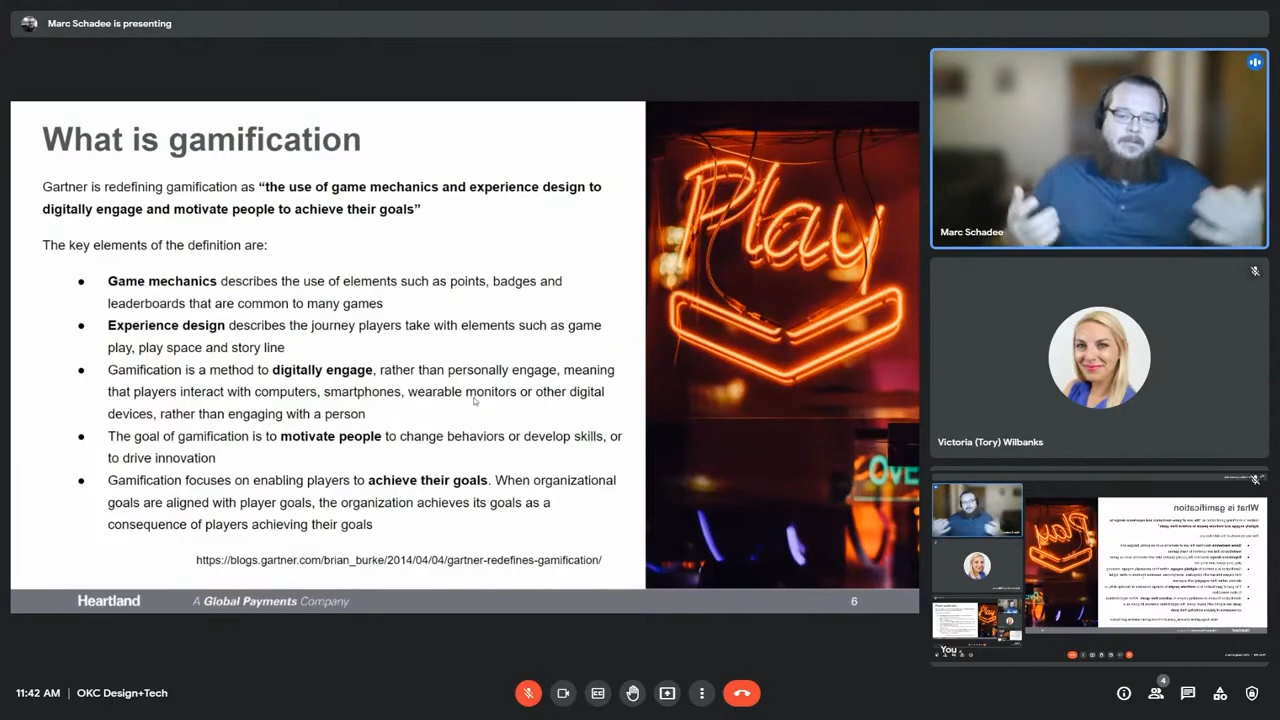 Marc Schadee is presenting
What is gamification
Gartner is redefining gamification as “the use of game mechanics and experience design to
digitally engage and motivate people to achieve their goals”
The key elements of the definition are:
● Game mechanics describes the use of elements such as points, badges and
leaderboards that are common to many games
● Experience design describes the journey players take with elements such as game
play, play space and story line
● Gamification is a method to digitally engage, rather than personally engage, meaning
that players interact with computers, smartphones, wearable monitors or other digital
devices, rather than engaging with a person
● The goal of gamification is to motivate people to change behaviors or develop skills, or
to drive innovation
● Gamification focuses on enabling players to achieve their goals. When organizational
goals are aligned with player goals, the organization achieves its goals as a
consequence of players achieving their goals
https://blogs.gartner.com/brian_burke/2014/04/04/gartner-redefines-gamification/
Heartland
A Global Payments Company
6
Play
OVE
Marc Schadee
Victoria (Tory) Wilbanks
What is gamification
Play
You
11:42 AM | OKC Design+Tech
4